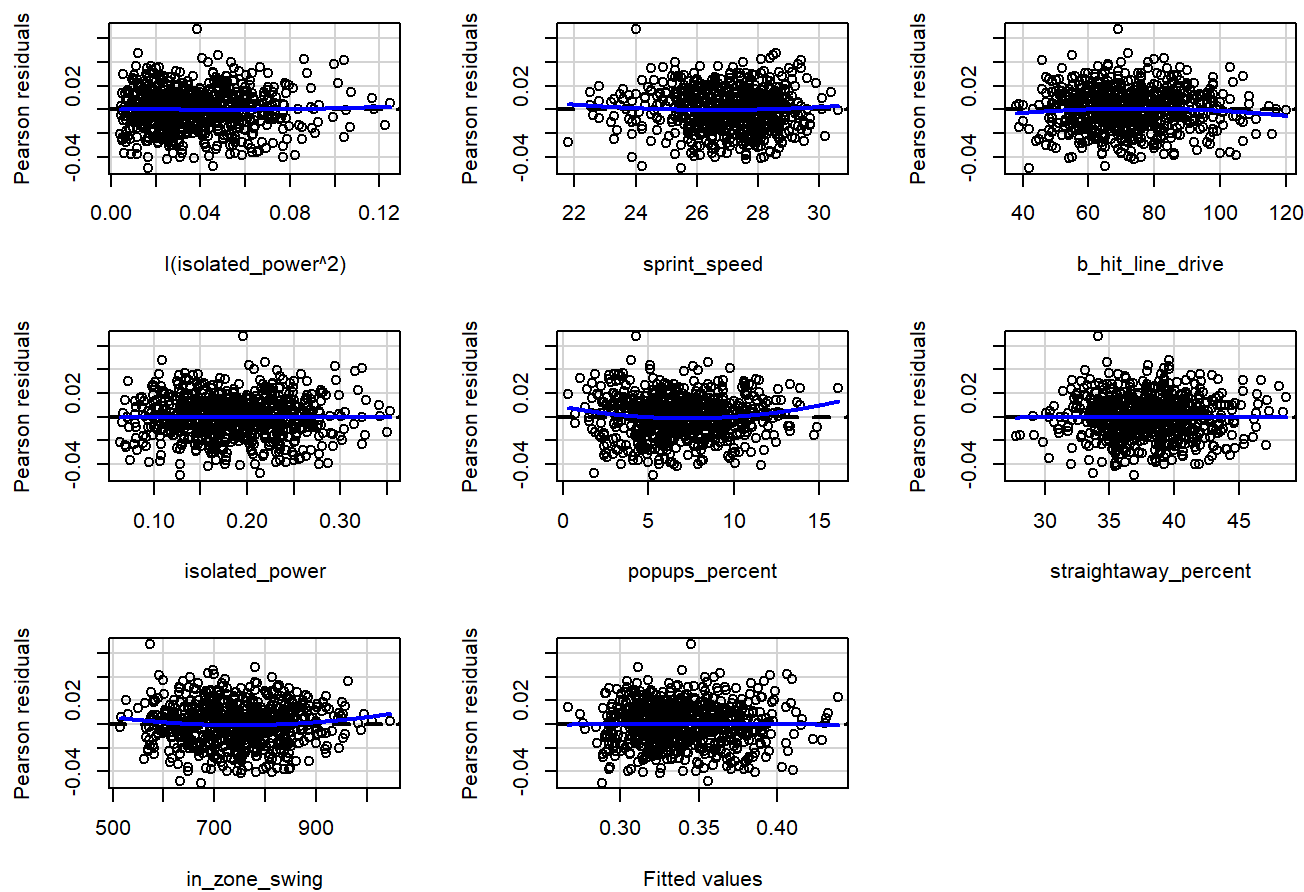 Pearson residuals
-0.04 0.02
0.00 0.04 0.08 0.12
I(isolated_power^2)
Pearson residuals
-0.04 0.02
22 24 26 28 30
sprint_speed
Pearson residuals
-0.04 0.02
40 60 80 100 120
b_hit_line_drive
Pearson residuals
-0.04 0.02
0.10 0.20 0.30
isolated_power
Pearson residuals
-0.04 0.02
0 5 10 15
popups_percent
Pearson residuals
-0.04 0.02
30 35 40 45
straightaway_percent
Pearson residuals
-0.04 0.02
500 700 900
in_zone_swing
Pearson residuals
-0.04 0.02
0.30 0.35 0.40
Fitted values